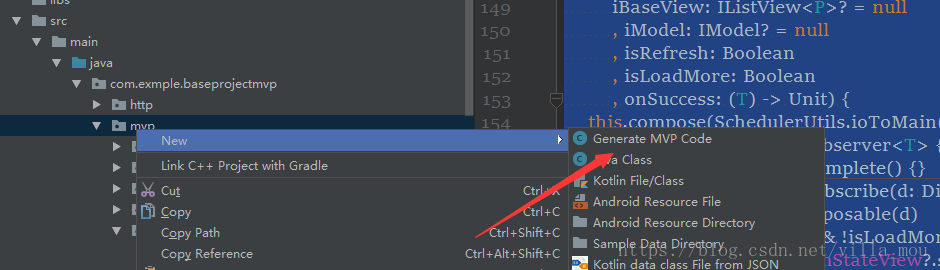 libs
src
main
java
com.exmple.baseprojectmvp
http
mvp
149 iBaseView: IListView<P>? = null
150 , iModel: IModel? = null
151 , isRefresh: Boolean
152 , isLoadMore: Boolean
153 , onSuccess: (T) -> Unit) {
154 this.compose(SchedulerUtils.ioToMain(
bserver<T> {
mplete() {}
bscribe(d: Di
posable(d)
& !isLoadMo
nStateView?.
New
Link C++ Project with Gradle
Cut Ctrl+X
Copy Ctrl+C
Copy Path Ctrl+Shift+C
Copy Reference Ctrl+Alt+Shift+C
Generate MVP Code
Class
Kotlin File/Class
Android Resource File
Android Resource Directory
Sample Data Directory
Kotlin data class File from JSON
https://blog.csdn.net/villa_mou